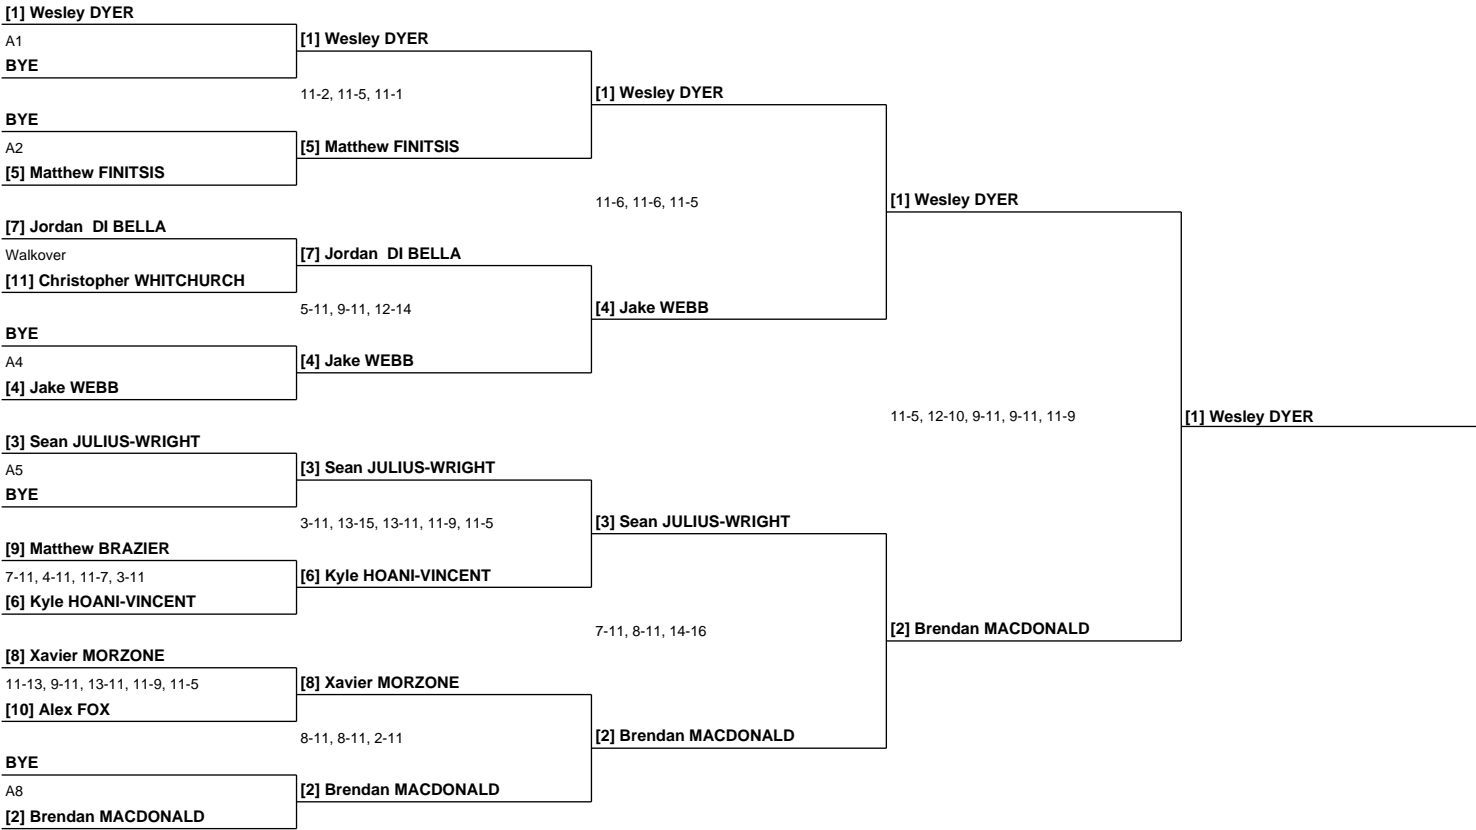 [1] Wesley DYER
A1
BYE
BYE
A2
[5] Matthew FINITSIS
[7] Jordan  DI BELLA
Walkover
[11] Christopher WHITCHURCH
BYE
A4
[4] Jake WEBB
[3] Sean JULIUS-WRIGHT
A5
BYE
[9] Matthew BRAZIER
7-11, 4-11, 11-7, 3-11
[6] Kyle HOANI-VINCENT
[8] Xavier MORZONE
11-13, 9-11, 13-11, 11-9, 11-5
[10] Alex FOX
BYE
A8
[2] Brendan MACDONALD
[1] Wesley DYER
11-2, 11-5, 11-1
[5] Matthew FINITSIS
[7] Jordan  DI BELLA
5-11, 9-11, 12-14
[4] Jake WEBB
[3] Sean JULIUS-WRIGHT
3-11, 13-15, 13-11, 11-9, 11-5
[6] Kyle HOANI-VINCENT
[8] Xavier MORZONE
8-11, 8-11, 2-11
[2] Brendan MACDONALD
[1] Wesley DYER
11-6, 11-6, 11-5
[4] Jake WEBB
[3] Sean JULIUS-WRIGHT
7-11, 8-11, 14-16
[2] Brendan MACDONALD
[1] Wesley DYER
11-5, 12-10, 9-11, 9-11, 11-9
[2] Brendan MACDONALD
[1] Wesley DYER